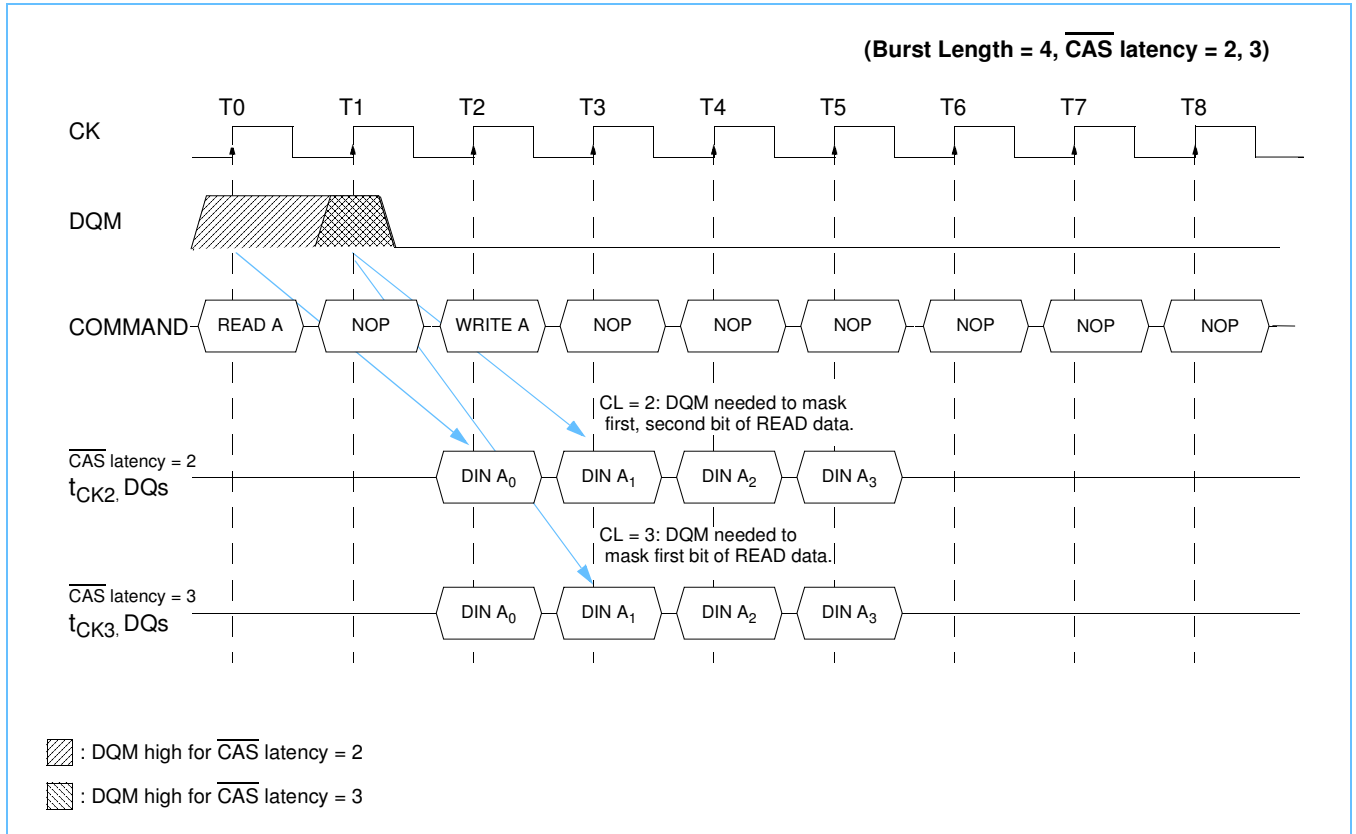 (Burst Length = 4, CAS latency = 2, 3)
T0 T1 T2 T3 T4 T5 T6 T7 T8
CK
DQM
COMMAND READ A NOP WRITE A NOP NOP NOP NOP NOP NOP
CL = 2: DQM needed to mask
first, second bit of READ data.
CAS latency = 2
tCK2, DQs DIN A0 DIN A1 DIN A2 DIN A3
CL = 3: DQM needed to
mask first bit of READ data.
CAS latency = 3
tCK3, DQs DIN A0 DIN A1 DIN A2 DIN A3
: DQM high for CAS latency = 2
: DQM high for CAS latency = 3